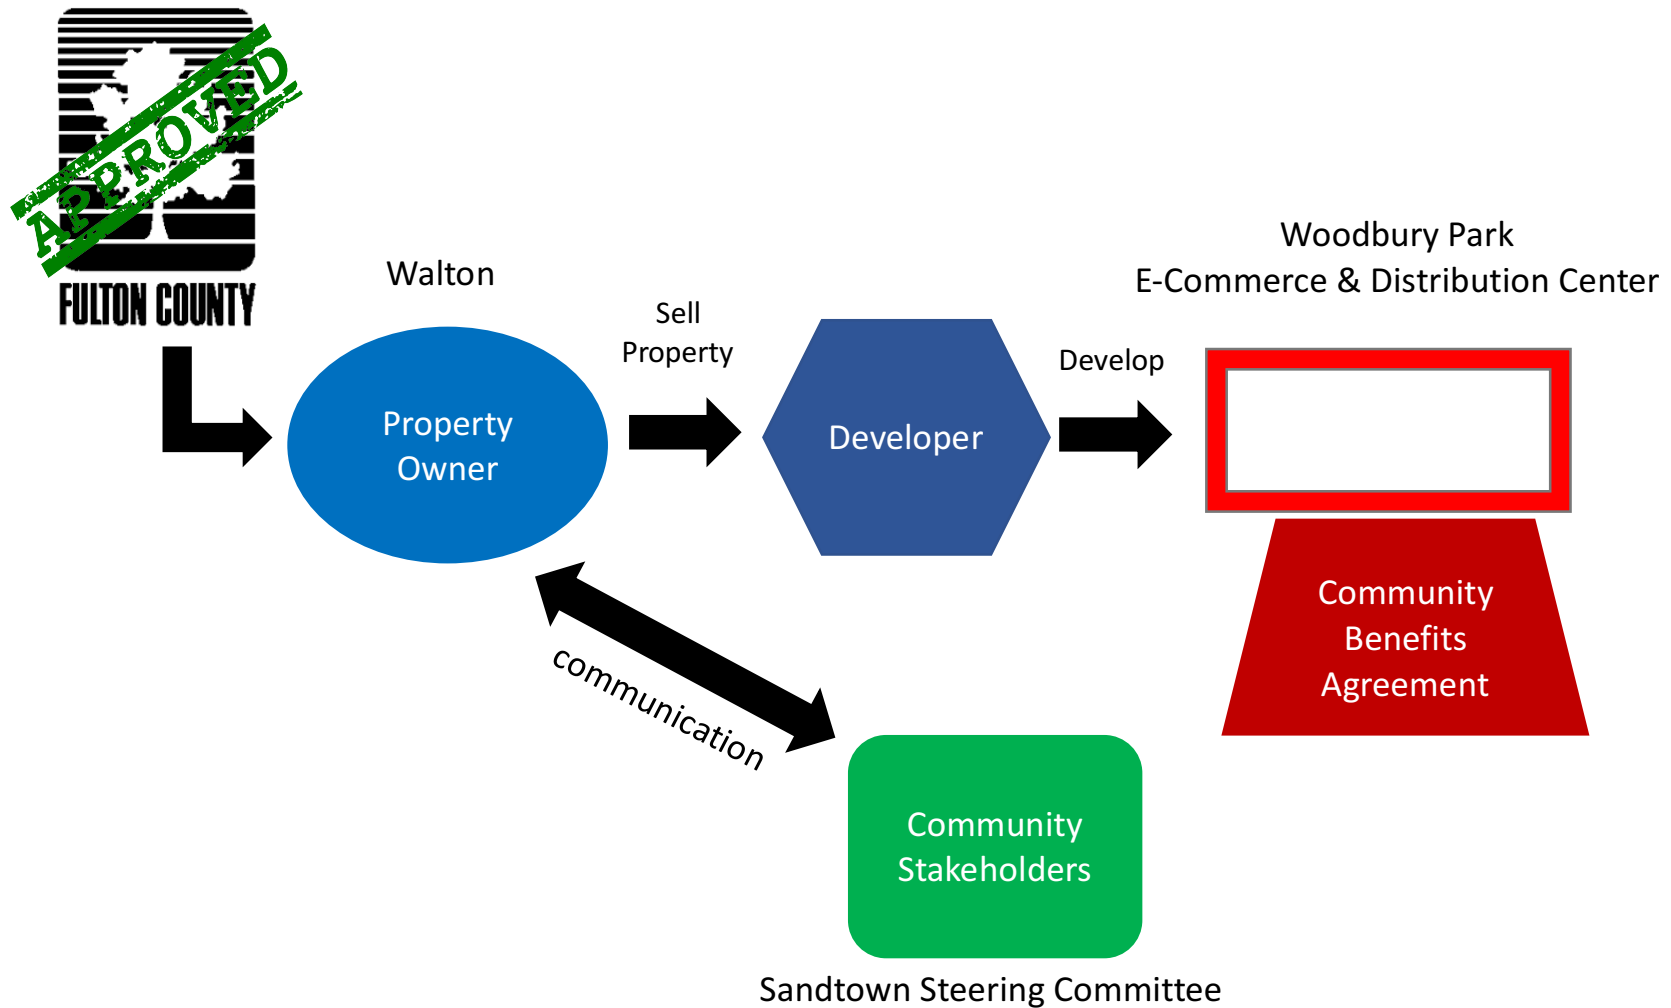 APPROVED
FULTON COUNTY
Walton
Property
Owner
Sell
Property
Developer
Develop
Woodbury Park
E-Commerce & Distribution Center
Community
Benefits
Agreement
communication
Community
Stakeholders
Sandtown Steering Committee